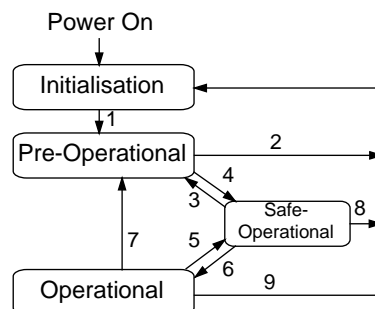 Power On
Initialisation
1
Pre-Operational
2
4
3
Safe-
Operational
8
7
5
6
Operational
9